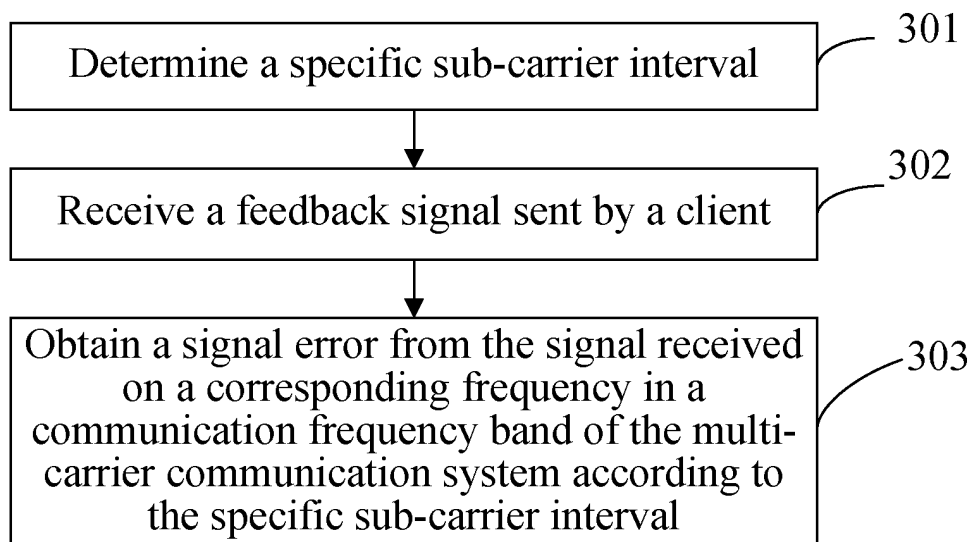 301
Determine a specific sub-carrier interval
302
Receive a feedback signal sent by a client
303
Obtain a signal error from the signal received
on a corresponding frequency in a
communication frequency band of the multi-
carrier communication system according to
the specific sub-carrier interval